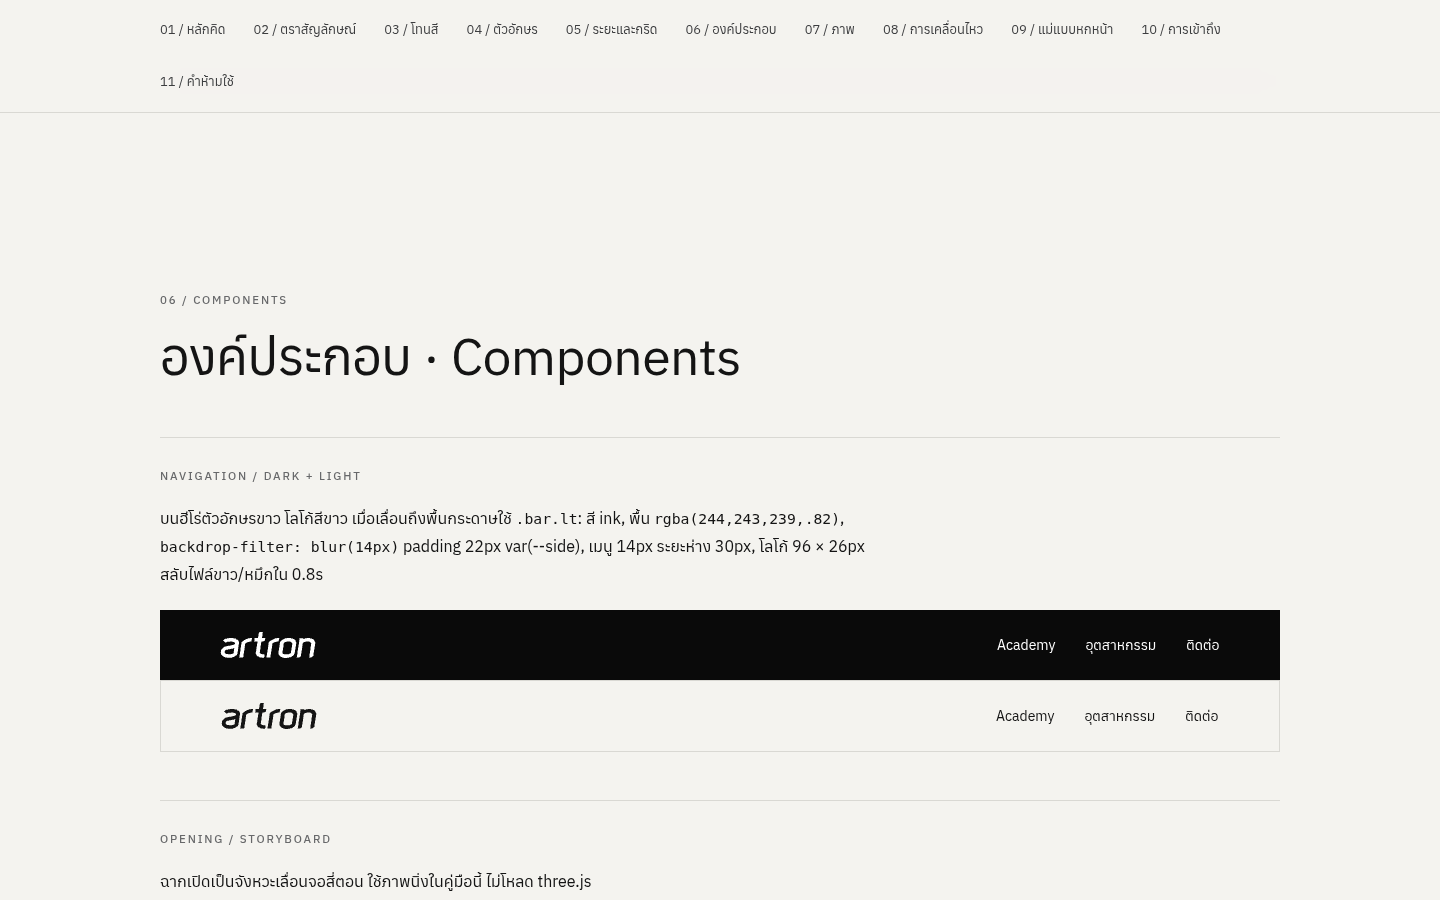 01 / หลักคิด 02 / ตราสัญลักษณ์ 03 / โทนสี 04 / ตัวอักษร 05 / ระยะและกริด 06 / องค์ประกอบ 07 / ภาพ 08 / การเคลื่อนไหว 09 / แม่แบบหกหน้า 10 / การเข้าถึง
11 / คำห้ามใช้
06 / COMPONENTS
องค์ประกอบ · Components
NAVIGATION / DARK + LIGHT
บนฮีโร่ตัวอักษรขาว โลโก้สีขาว เมื่อเลื่อนถึงพื้นกระดาษใช้ .bar.lt: สี ink, พื้น rgba(244,243,239,.82),
backdrop-filter: blur(14px) padding 22px var(--side), เมนู 14px ระยะห่าง 30px, โลโก้ 96 × 26px
สลับไฟล์ขาว/หมึกใน 0.8s
artron Academy อุตสาหกรรม ติดต่อ
artron Academy อุตสาหกรรม ติดต่อ
OPENING / STORYBOARD
ฉากเปิดเป็นจังหวะเลื่อนจอสี่ตอน ใช้ภาพนิ่งในคู่มือนี้ ไม่โหลด three.js